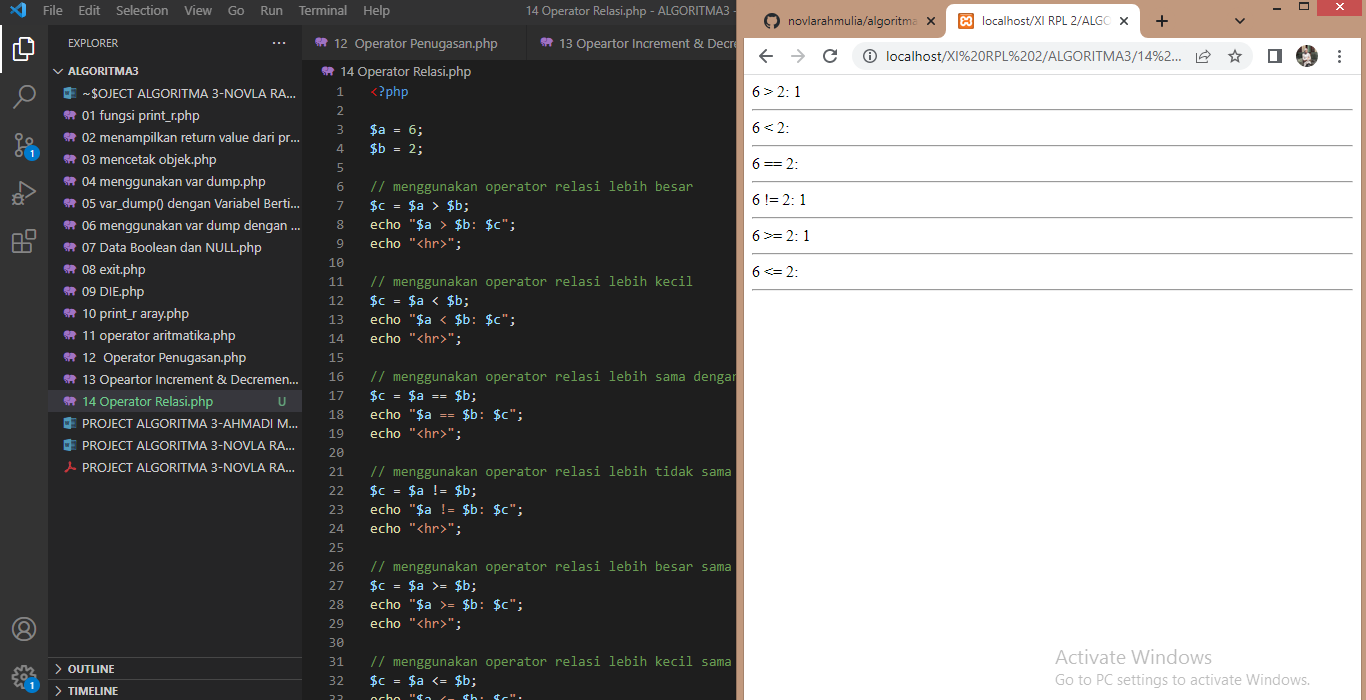 File Edit Selection View Go Run Terminal Help 14 Operator Relasi.php - ALGORITMA3 -
EXPLORER
ALGORITMA3
~$OJECT ALGORITMA 3-NOVLA RA...
01 fungsi print_r.php
02 menampilkan return value dari pr...
03 mencetak objek.php
04 menggunakan var dump.php
05 var_dump() dengan Variabel Berti...
06 menggunakan var dump dengan ...
07 Data Boolean dan NULL.php
08 exit.php
09 DIE.php
10 print_r aray.php
11 operator aritmatika.php
12  Operator Penugasan.php
13 Opeartor Increment & Decremen...
14 Operator Relasi.php U
PROJECT ALGORITMA 3-AHMADI M...
PROJECT ALGORITMA 3-NOVLA RA...
PROJECT ALGORITMA 3-NOVLA RA...
OUTLINE
TIMELINE
1
1
12  Operator Penugasan.php 13 Opeartor Increment & Decre
14 Operator Relasi.php
1 <?php
2
3 $a = 6;
4 $b = 2;
5
6 // menggunakan operator relasi lebih besar
7 $c = $a > $b;
8 echo "$a > $b: $c";
9 echo "<hr>";
10
11 // menggunakan operator relasi lebih kecil
12 $c = $a < $b;
13 echo "$a < $b: $c";
14 echo "<hr>";
15
16 // menggunakan operator relasi lebih sama dengan
17 $c = $a == $b;
18 echo "$a == $b: $c";
19 echo "<hr>";
20
21 // menggunakan operator relasi lebih tidak sama
22 $c = $a != $b;
23 echo "$a != $b: $c";
24 echo "<hr>";
25
26 // menggunakan operator relasi lebih besar sama
27 $c = $a >= $b;
28 echo "$a >= $b: $c";
29 echo "<hr>";
30
31 // menggunakan operator relasi lebih kecil sama
32 $c = $a <= $b;
33 echo "$a <= $b: $c";
novlarahmulia/algoritma localhost/XI RPL 2/ALGO
localhost/XI%20RPL%202/ALGORITMA3/14%2...
6 > 2: 1
6 < 2:
6 == 2:
6 != 2: 1
6 >= 2: 1
6 <= 2:
Activate Windows
Go to PC settings to activate Windows.